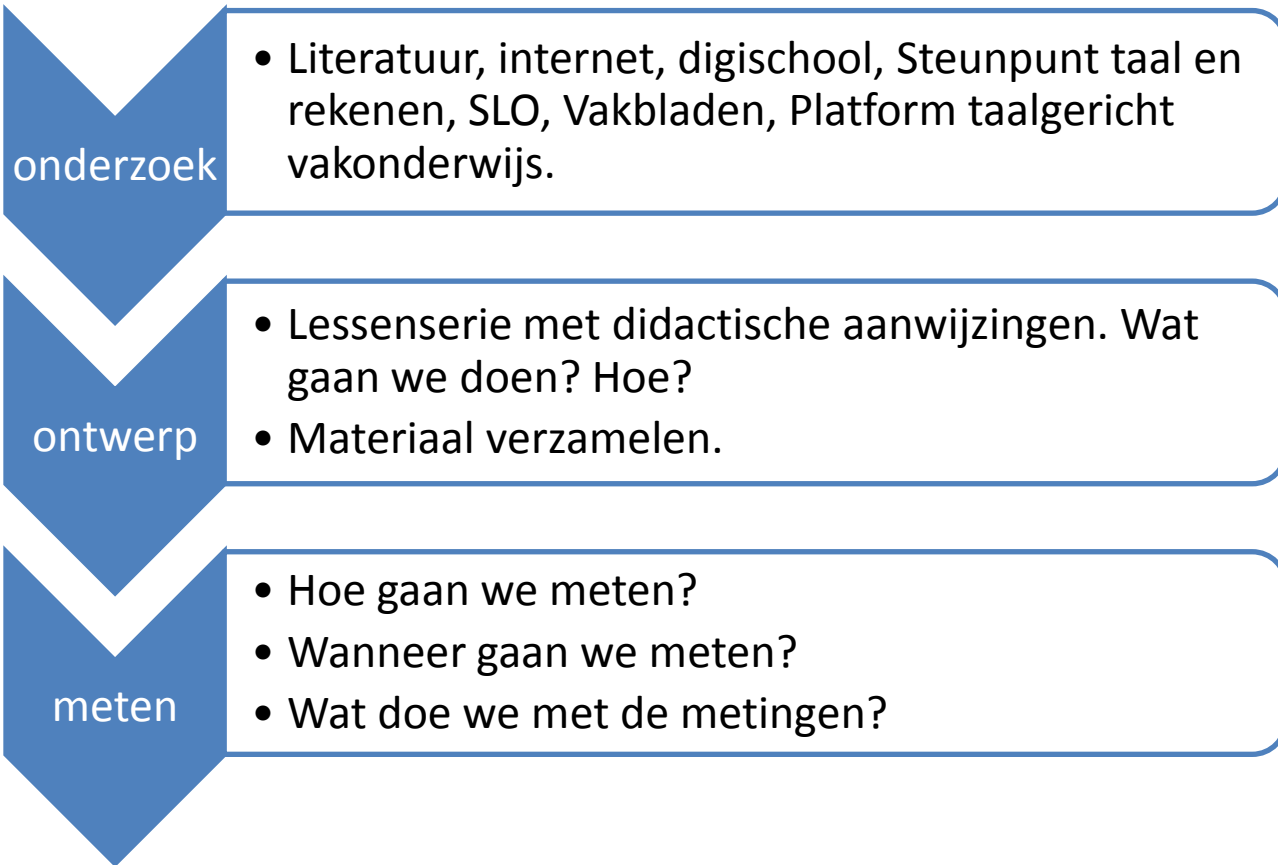 onderzoek
• Literatuur, internet, digischool, Steunpunt taal en
rekenen, SLO, Vakbladen, Platform taalgericht
vakonderwijs.
ontwerp
• Lessenserie met didactische aanwijzingen. Wat
gaan we doen? Hoe?
• Materiaal verzamelen.
meten
• Hoe gaan we meten?
• Wanneer gaan we meten?
• Wat doe we met de metingen?